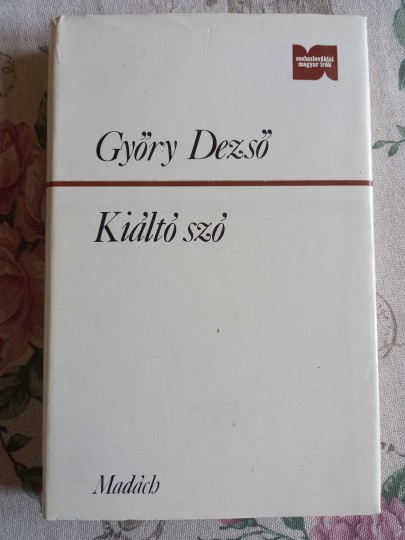 csehszlovákiai
magyar írók
Győry Dezső
Kiáltó szó
Madách